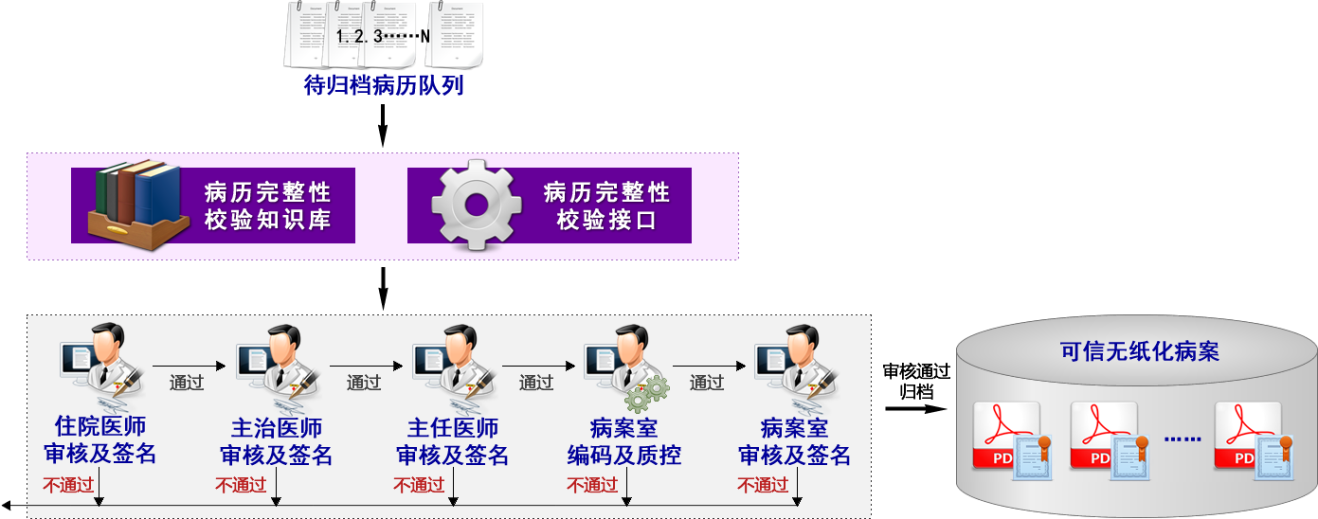 1.2.3……N
待归档病历队列
病历完整性
校验知识库
病历完整性
校验接口
通过
通过
通过
通过
住院医师
审核及签名
主治医师
审核及签名
主任医师
审核及签名
病案室
编码及质控
病案室
审核及签名
不通过
不通过
不通过
不通过
不通过
审核通过
归档
可信无纸化病案
PD
PD
……
PD